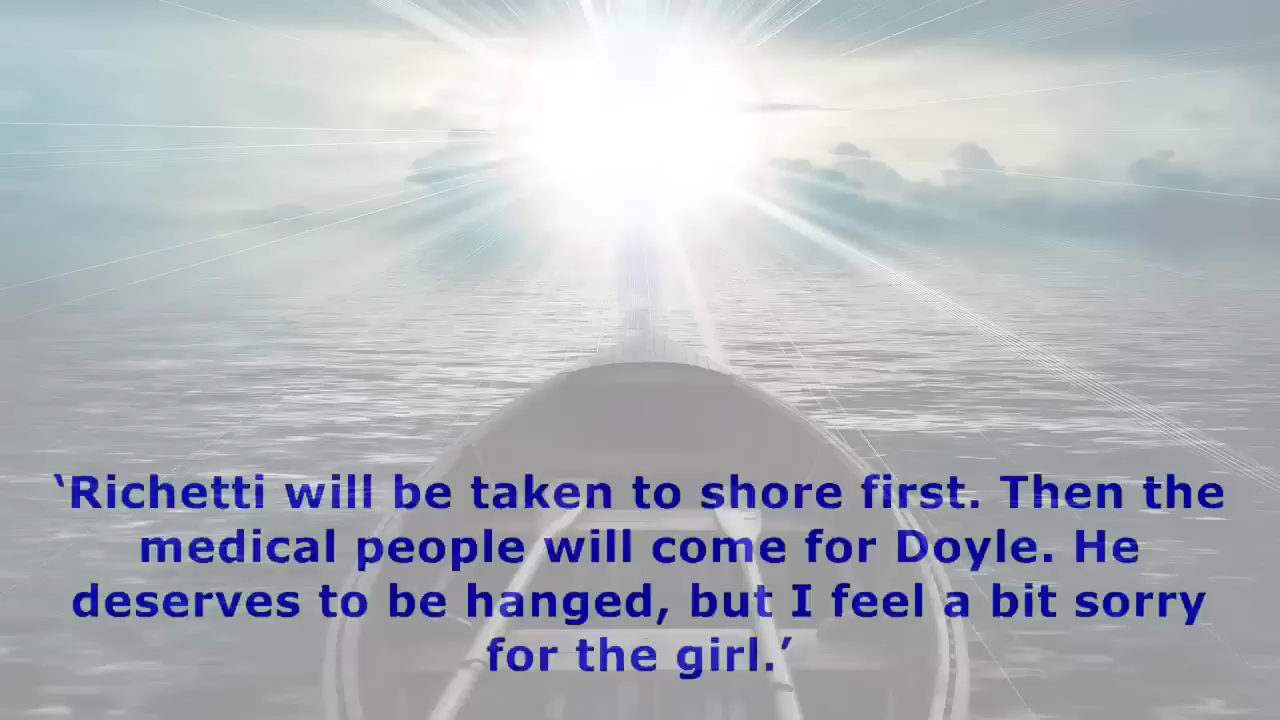 ‘Richetti will be taken to shore first. Then the
medical people will come for Doyle. He
deserves to be hanged, but I feel a bit sorry
for the girl.’